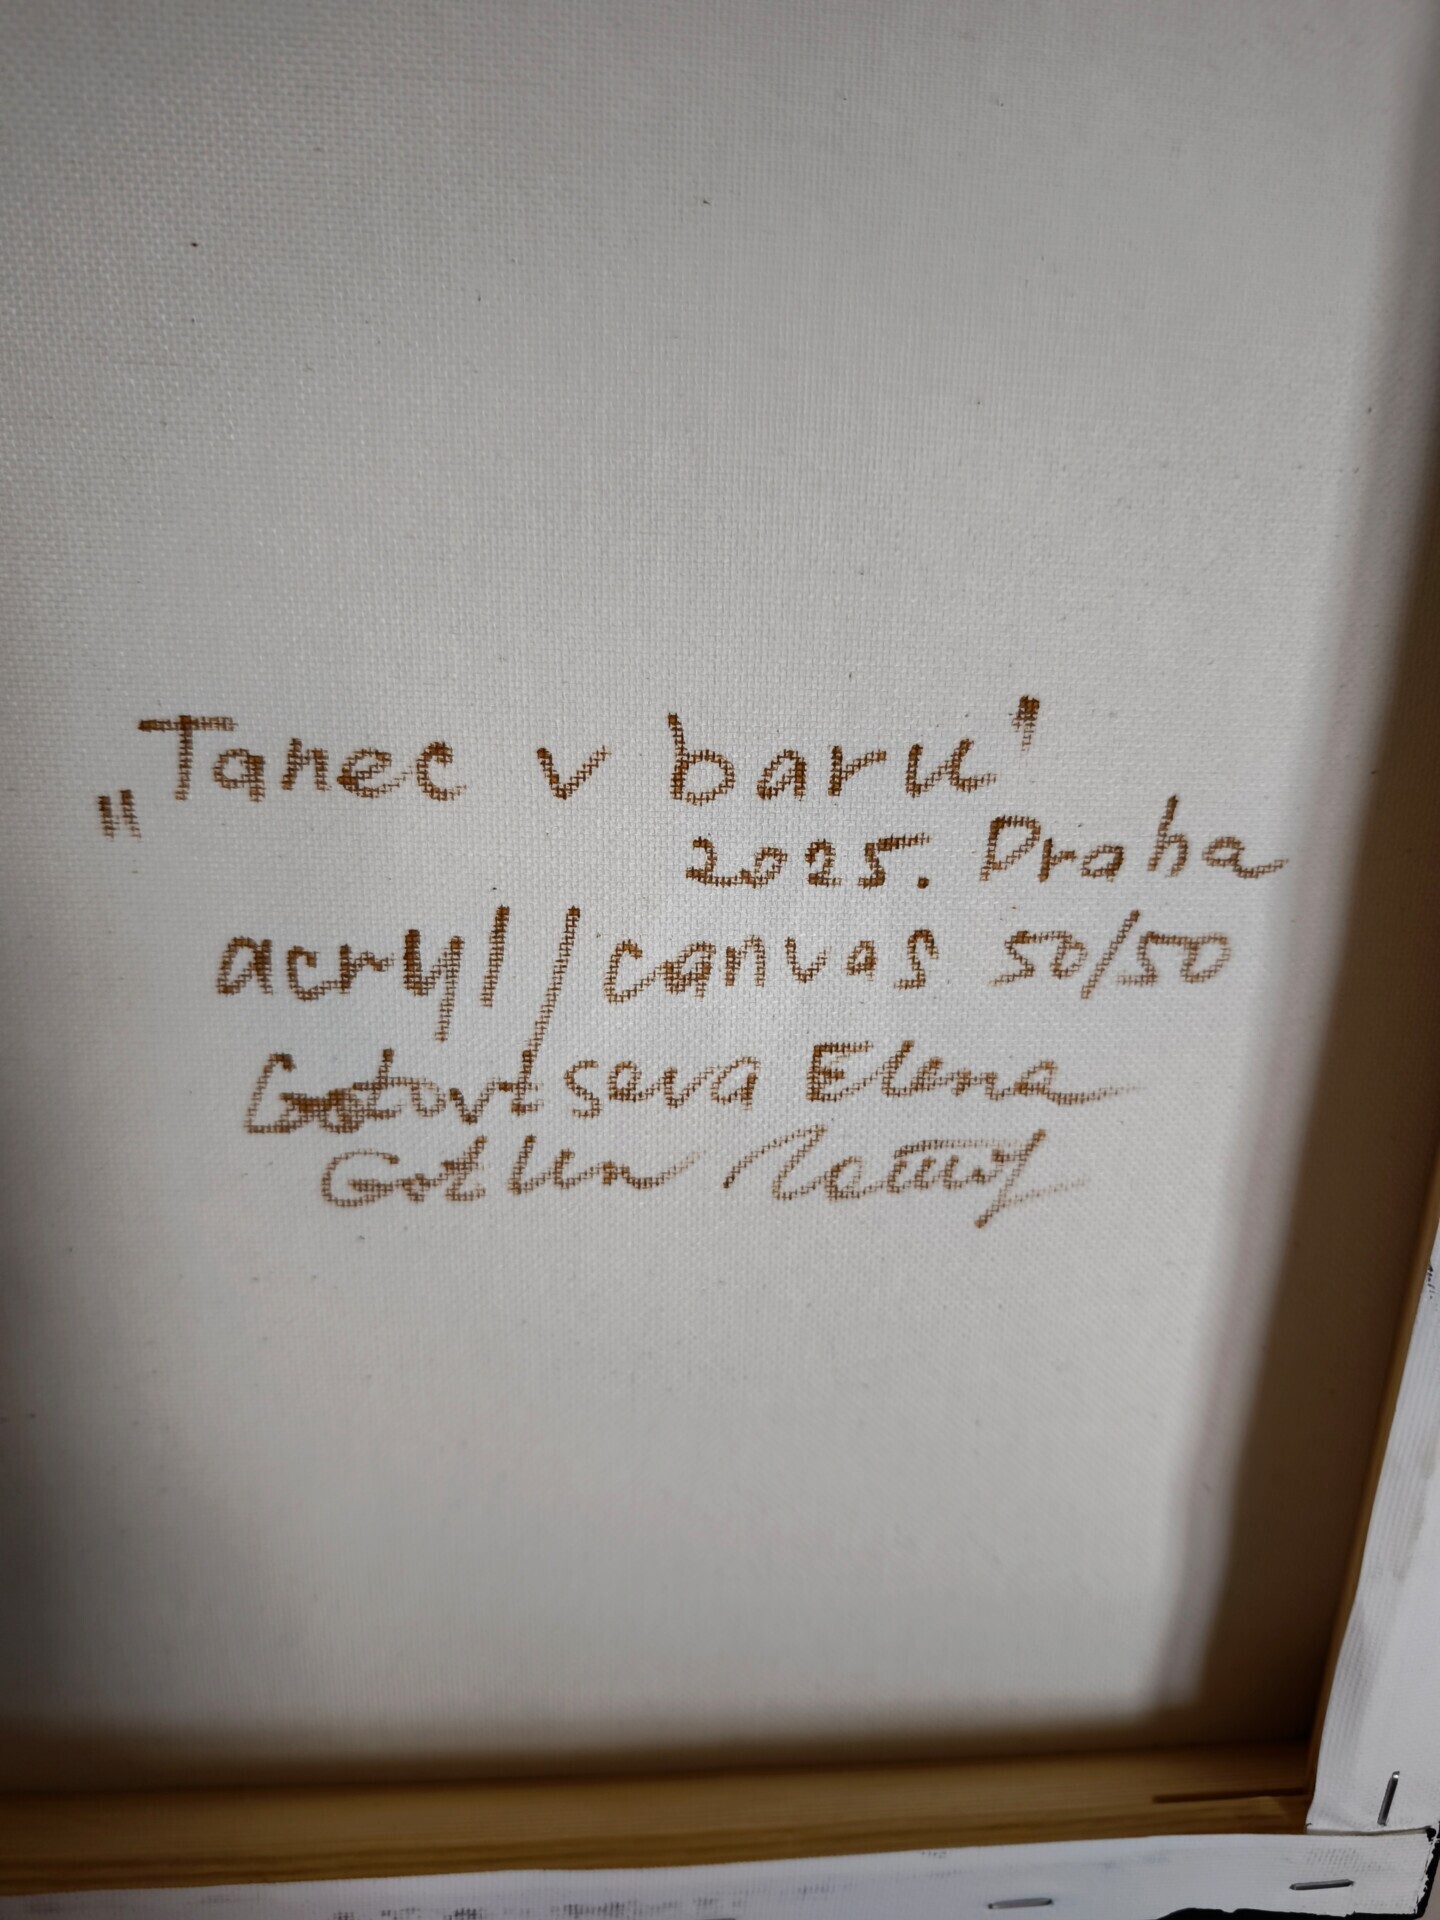 „Tanec v baru"
2025. Praha
acryl/canvas 50/50
Gotovtseva Elena